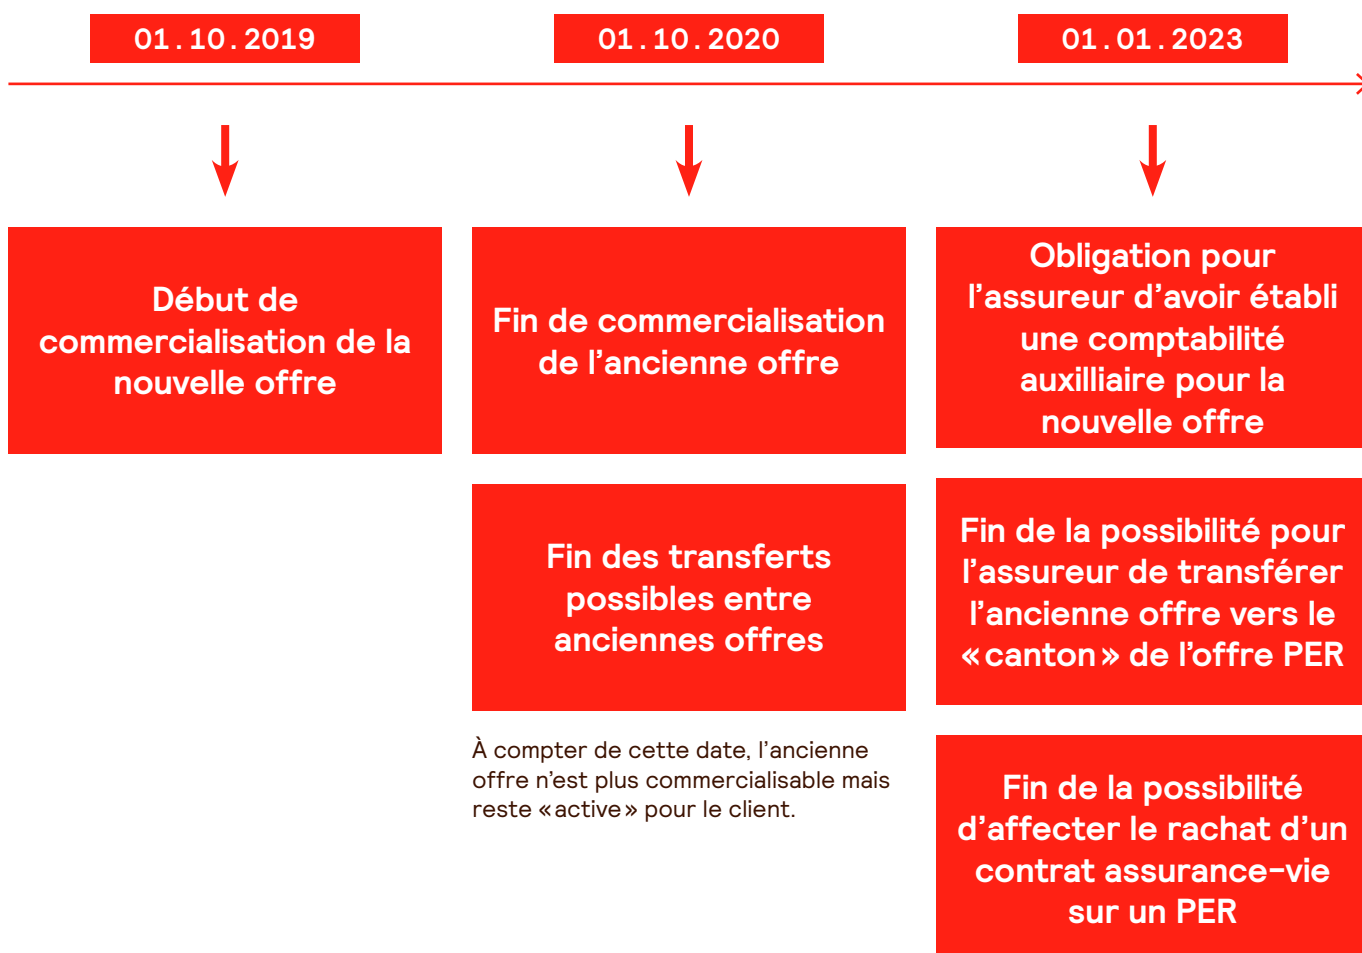 01.10.2019
01.10.2020
01.01.2023
Début de
commercialisation de la
nouvelle offre
Fin de commercialisation
de l’ancienne offre
Obligation pour
l’assureur d’avoir établi
une comptabilité
auxilliaire pour la
nouvelle offre
Fin des transferts
possibles entre
anciennes offres
Fin de la possibilité pour
l’assureur de transférer
l’ancienne offre vers le
«canton» de l’offre PER
À compter de cette date, l’ancienne
offre n’est plus commercialisable mais
reste «active» pour le client.
Fin de la possibilité
d’affecter le rachat d’un
contrat assurance-vie
sur un PER